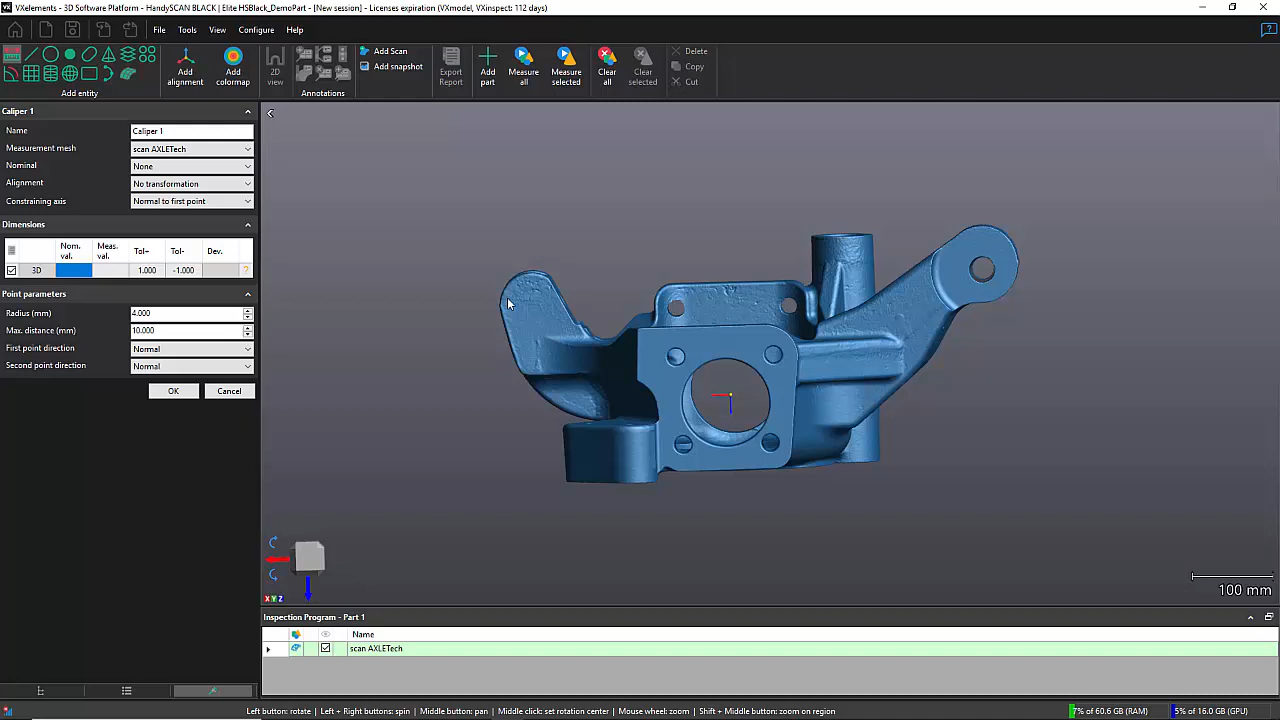 VXelements - 3D Software Platform - HandySCAN BLACK | Elite HSBlack_DemoPart - [New session] - Licenses expiration (VXmodel, VXinspect: 112 days)
File Tools View Configure Help
Add alignment
Add colormap
2D view
Add Scan
Add snapshot
Export Report
Add part
Measure all
Measure selected
Clear all
Clear selected
Delete
Copy
Cut
Add entity
Annotations
Caliper 1
Name Caliper 1
Measurement mesh scan AXLETech
Nominal None
Alignment No transformation
Constraining axis Normal to first point
Dimensions
Nom. val. Meas. val. Tol+ Tol- Dev.
3D 1.000 -1.000 ?
Point parameters
Radius (mm) 4.000
Max. distance (mm) 10.000
First point direction Normal
Second point direction Normal
OK Cancel
X Y Z
100 mm
Inspection Program - Part 1
Name
scan AXLETech
Left button: rotate | Left + Right buttons: spin | Middle button: pan | Middle click: set rotation center | Mouse wheel: zoom | Shift + Middle button: zoom on region
7% of 60.6 GB (RAM) 5% of 16.0 GB (GPU)